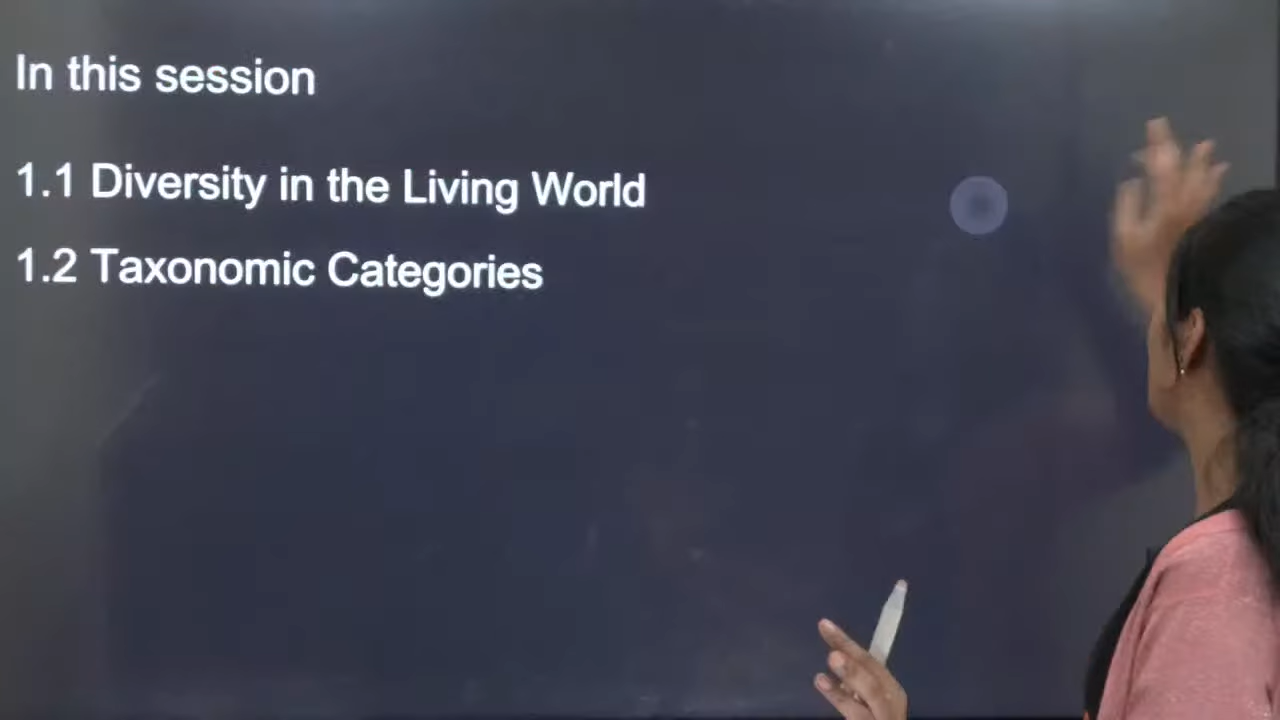 In this session
1.1 Diversity in the Living World
1.2 Taxonomic Categories